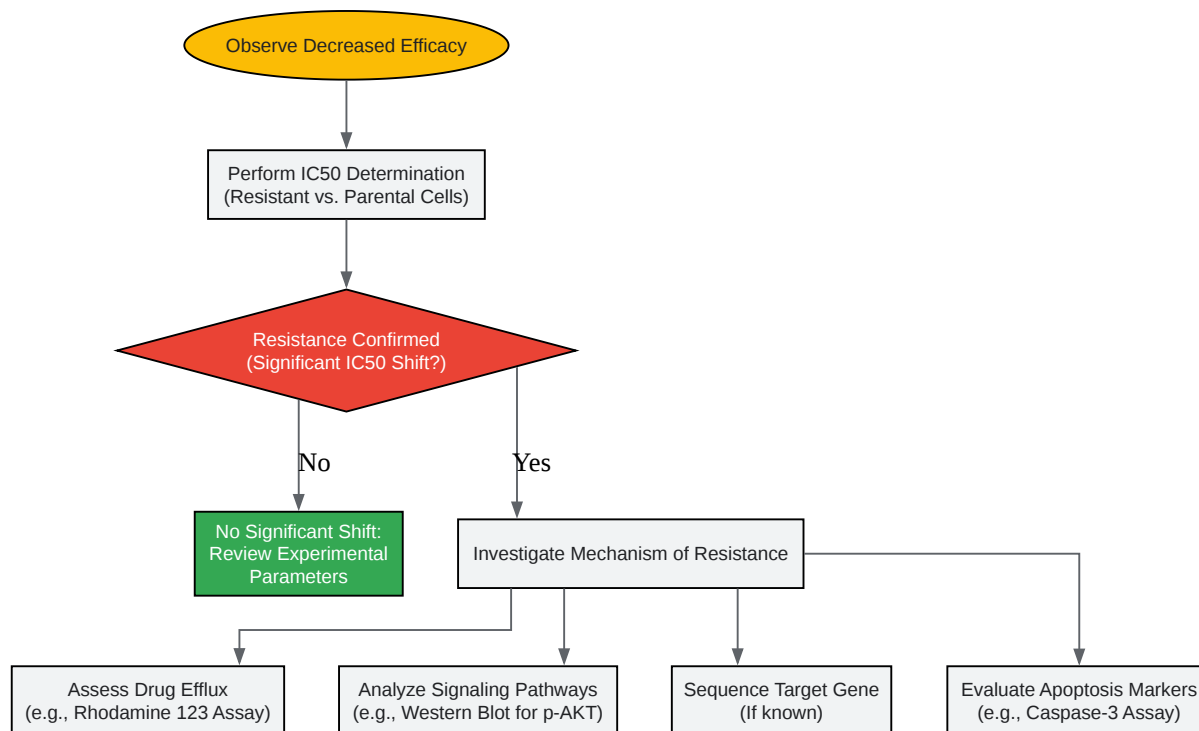 Observe Decreased Efficacy
Perform IC50 Determination
(Resistant vs. Parental Cells)
Resistance Confirmed
(Significant IC50 Shift?)
No
Yes
No Significant Shift:
Review Experimental
Parameters
Investigate Mechanism of Resistance
Assess Drug Efflux
(e.g., Rhodamine 123 Assay)
Analyze Signaling Pathways
(e.g., Western Blot for p-AKT)
Sequence Target Gene
(If known)
Evaluate Apoptosis Markers
(e.g., Caspase-3 Assay)